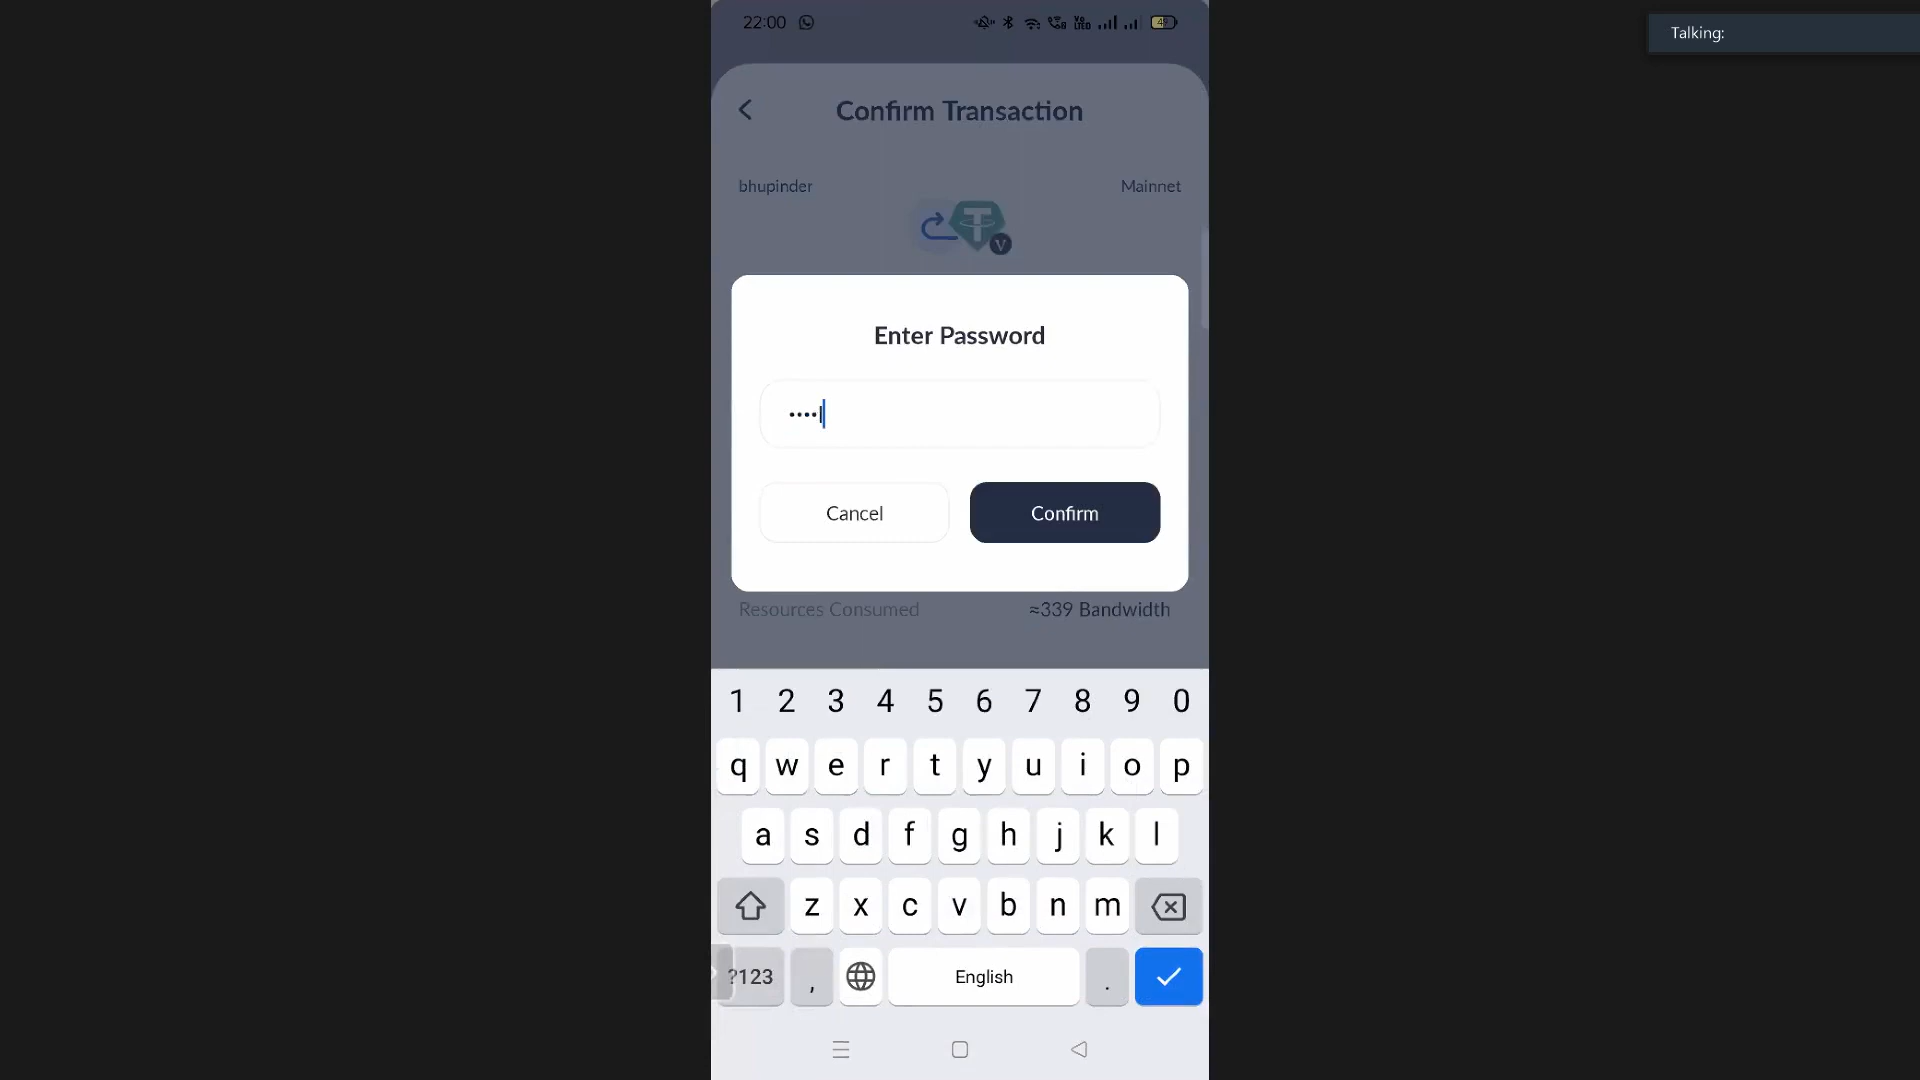 22:00
Talking:
Confirm Transaction
bhupinder
Mainnet
Enter Password
••••l
Cancel
Confirm
Resources Consumed
≈339 Bandwidth
1 2 3 4 5 6 7 8 9 0
q w e r t y u i o p
a s d f g h j k l
z x c v b n m
?123 , English .